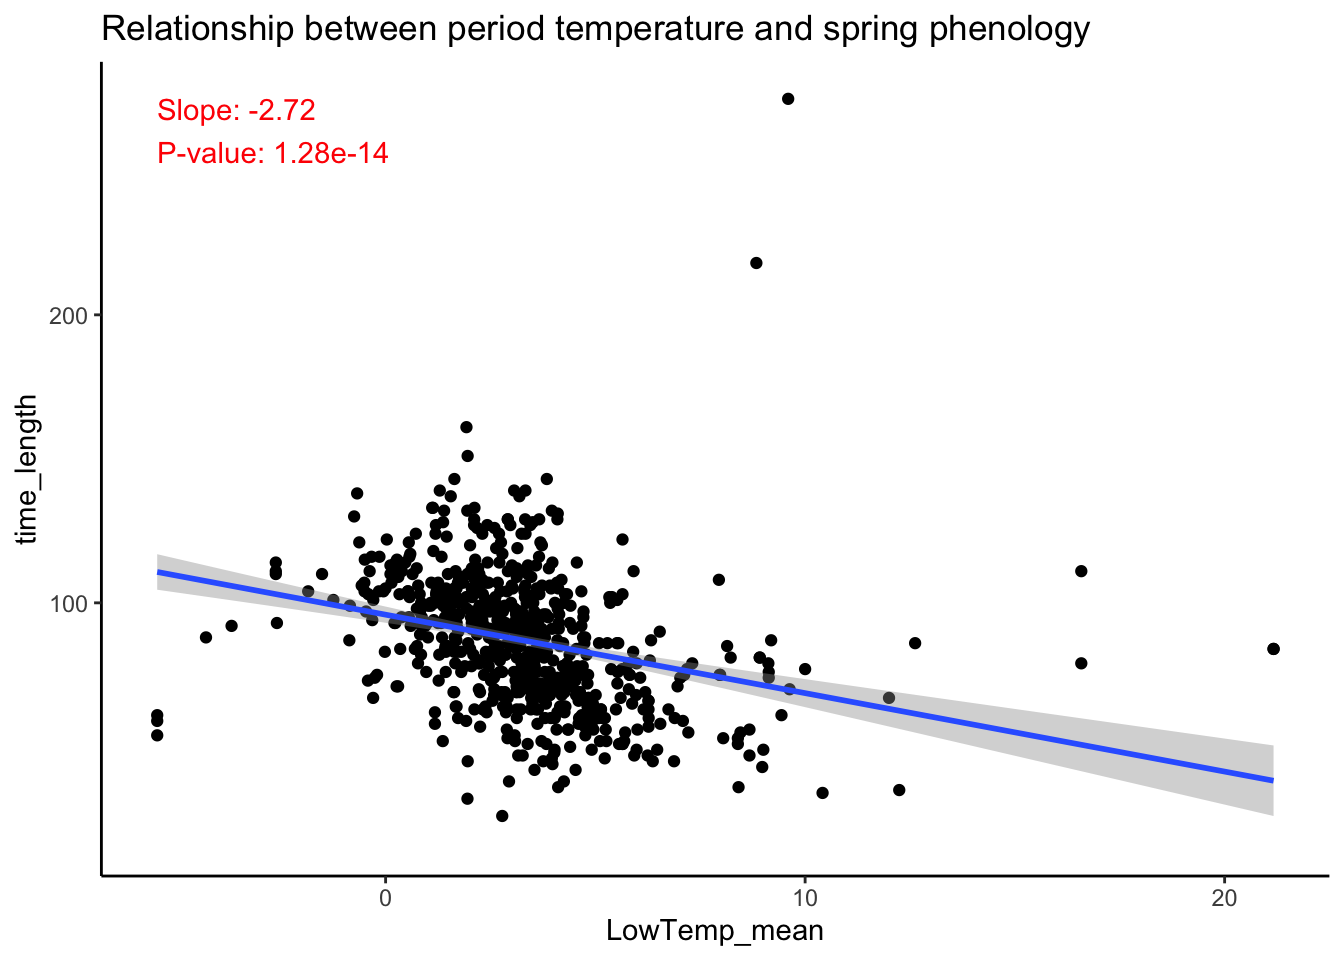 Relationship between period temperature and spring phenology
Slope: -2.72
P-value: 1.28e-14
200
100
time_length
0 10 20
LowTemp_mean